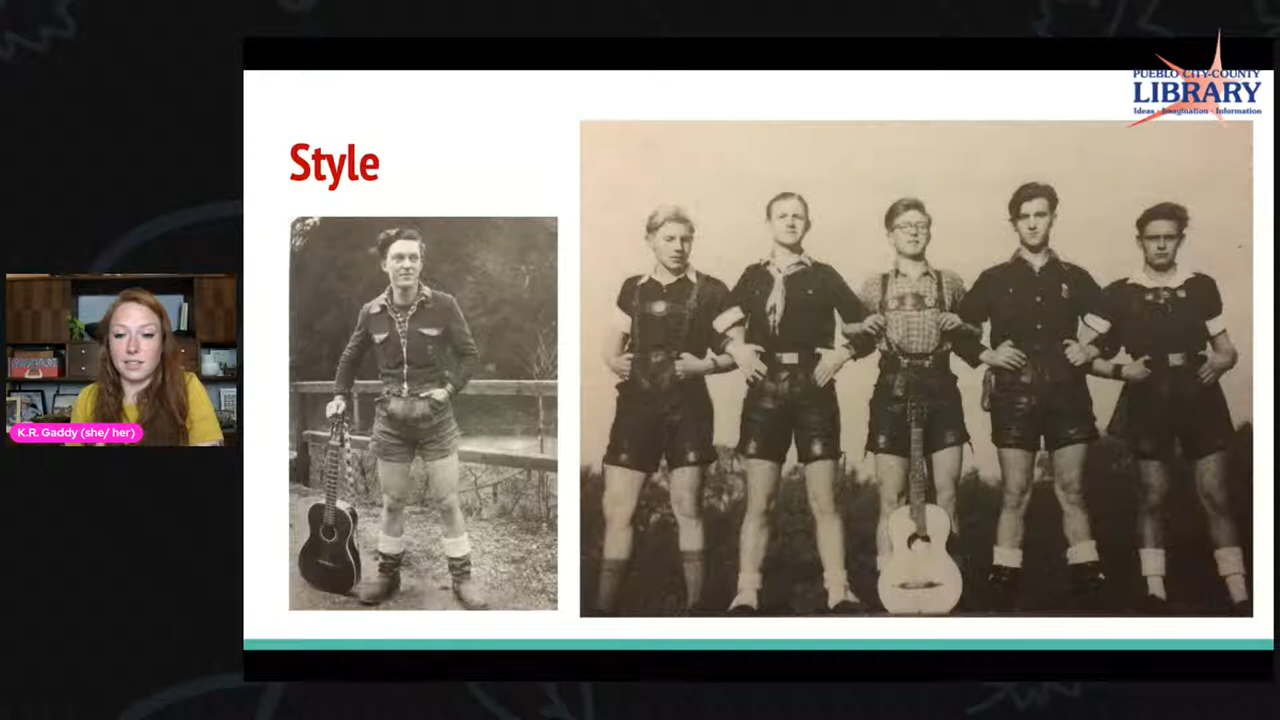 PUEBLO CITY-COUNTY
LIBRARY
Ideas · Imagination · Information
Style
K.R. Gaddy (she/ her)